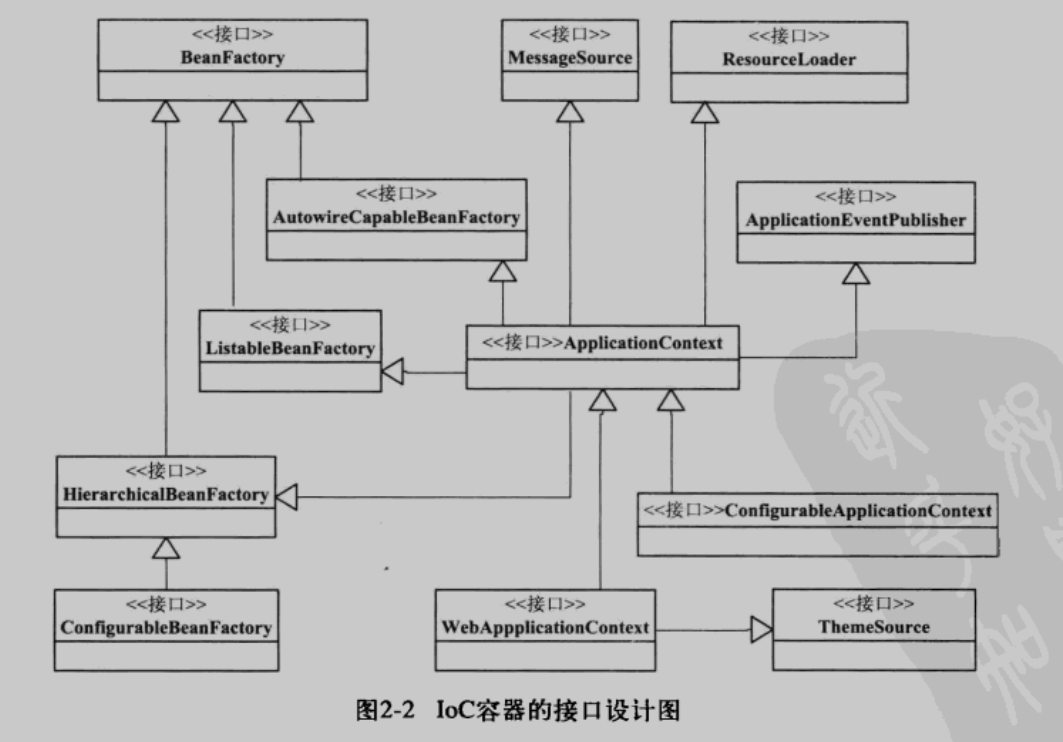 <<接口>>
BeanFactory
<<接口>>
MessageSource
<<接口>>
ResourceLoader
<<接口>>
AutowireCapableBeanFactory
<<接口>>
ApplicationEventPublisher
<<接口>>
ListableBeanFactory
<<接口>>ApplicationContext
<<接口>>
HierarchicalBeanFactory
<<接口>>ConfigurableApplicationContext
<<接口>>
ConfigurableBeanFactory
<<接口>>
WebAppplicationContext
<<接口>>
ThemeSource
图2-2 IoC容器的接口设计图